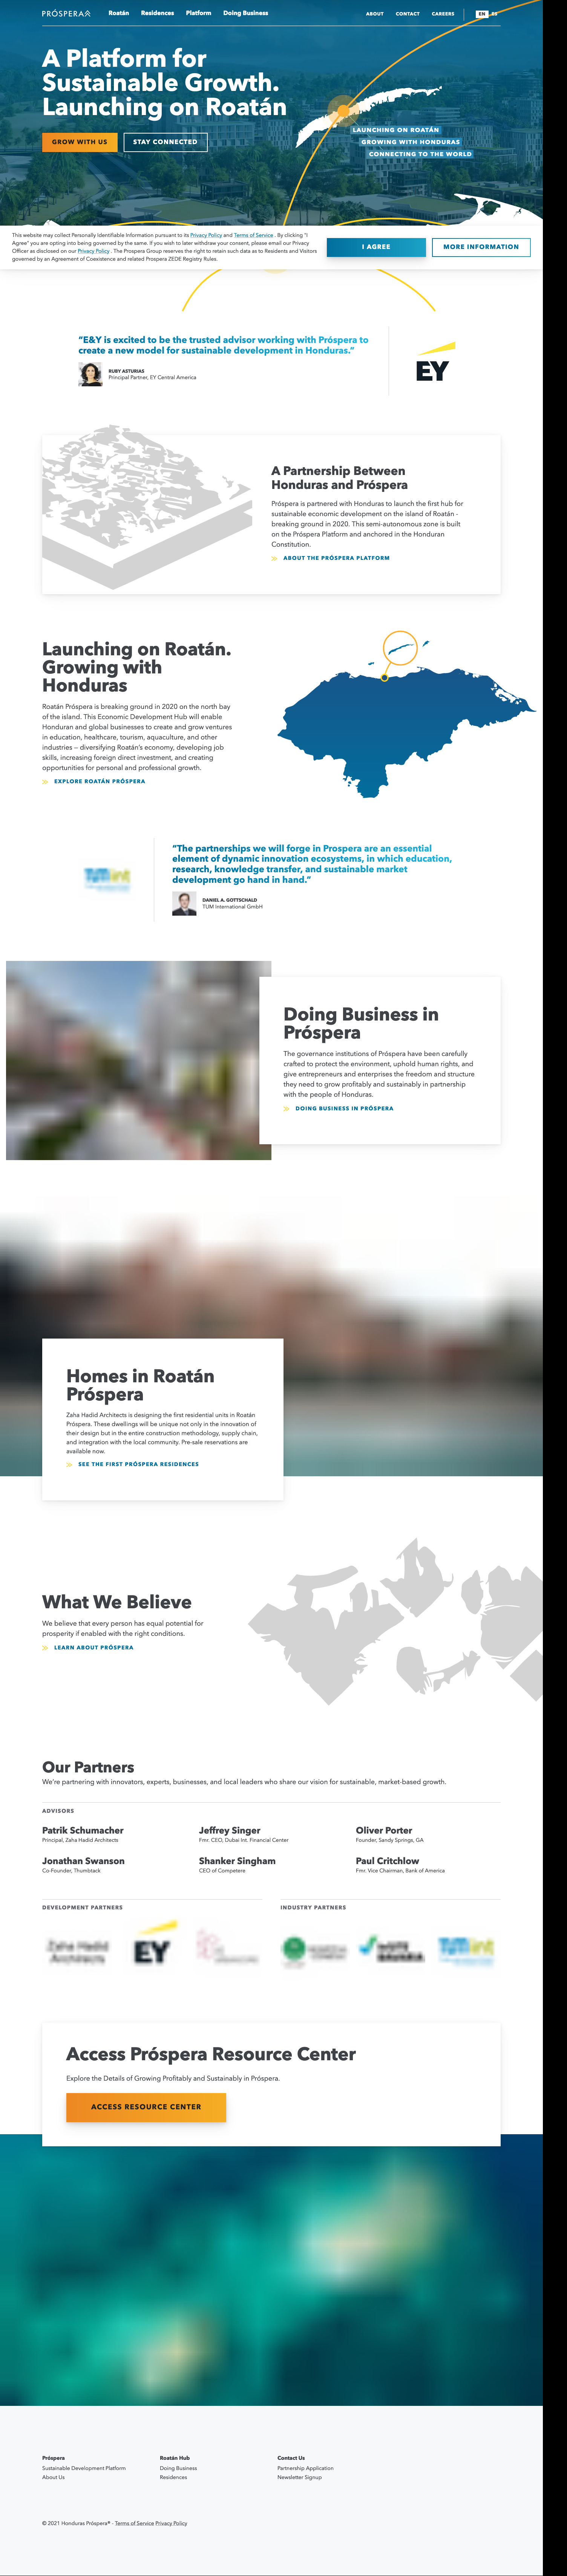 PRÓSPERA
Roatán Residences Platform Doing Business
ABOUT CONTACT CAREERS EN ES
A Platform for
Sustainable Growth.
Launching on Roatán
GROW WITH US STAY CONNECTED
LAUNCHING ON ROATÁN
GROWING WITH HONDURAS
CONNECTING TO THE WORLD
This website may collect Personally Identifiable Information pursuant to its Privacy Policy and Terms of Service . By clicking "I
Agree" you are opting into being governed by the same. If you wish to later withdraw your consent, please email our Privacy
Officer as disclosed on our Privacy Policy . The Prospera Group reserves the right to retain such data as to Residents and Visitors
governed by an Agreement of Coexistence and related Prospera ZEDE Registry Rules.
I AGREE
MORE INFORMATION
"E&Y is excited to be the trusted advisor working with Próspera to
create a new model for sustainable development in Honduras."
RUBY ASTURIAS
Principal Partner, EY Central America
EY
A Partnership Between
Honduras and Próspera
Próspera is partnered with Honduras to launch the first hub for
sustainable economic development on the island of Roatán -
breaking ground in 2020. This semi-autonomous zone is built
on the Próspera Platform and anchored in the Honduran
Constitution.
ABOUT THE PRÓSPERA PLATFORM
Launching on Roatán.
Growing with
Honduras
Roatán Próspera is breaking ground in 2020 on the north bay
of the island. This Economic Development Hub will enable
Honduran and global businesses to create and grow ventures
in education, healthcare, tourism, aquaculture, and other
industries — diversifying Roatán's economy, developing job
skills, increasing foreign direct investment, and creating
opportunities for personal and professional growth.
EXPLORE ROATÁN PRÓSPERA
TUMint
"The partnerships we will forge in Prospera are an essential
element of dynamic innovation ecosystems, in which education,
research, knowledge transfer, and sustainable market
development go hand in hand."
DANIEL A. GOTTSCHALD
TUM International GmbH
Doing Business in
Próspera
The governance institutions of Próspera have been carefully
crafted to protect the environment, uphold human rights, and
give entrepreneurs and enterprises the freedom and structure
they need to grow profitably and sustainably in partnership
with the people of Honduras.
DOING BUSINESS IN PRÓSPERA
Homes in Roatán
Próspera
Zaha Hadid Architects is designing the first residential units in Roatán
Próspera. These dwellings will be unique not only in the innovation of
their design but in the entire construction methodology, supply chain,
and integration with the local community. Pre-sale reservations are
available now.
SEE THE FIRST PRÓSPERA RESIDENCES
What We Believe
We believe that every person has equal potential for
prosperity if enabled with the right conditions.
LEARN ABOUT PRÓSPERA
Our Partners
We're partnering with innovators, experts, businesses, and local leaders who share our vision for sustainable, market-based growth.
ADVISORS
Patrik Schumacher Jeffrey Singer Oliver Porter
Principal, Zaha Hadid Architects Fmr. CEO, Dubai Int. Financial Center Founder, Sandy Springs, GA
Jonathan Swanson Shanker Singham Paul Critchlow
Co-Founder, Thumbtack CEO of Competere Fmr. Vice Chairman, Bank of America
DEVELOPMENT PARTNERS INDUSTRY PARTNERS
Zaha Hadid
Architects
EY
TUMint
Access Próspera Resource Center
Explore the Details of Growing Profitably and Sustainably in Próspera.
ACCESS RESOURCE CENTER
Próspera Roatán Hub Contact Us
Sustainable Development Platform Doing Business Partnership Application
About Us Residences Newsletter Signup
© 2021 Honduras Próspera® - Terms of Service Privacy Policy